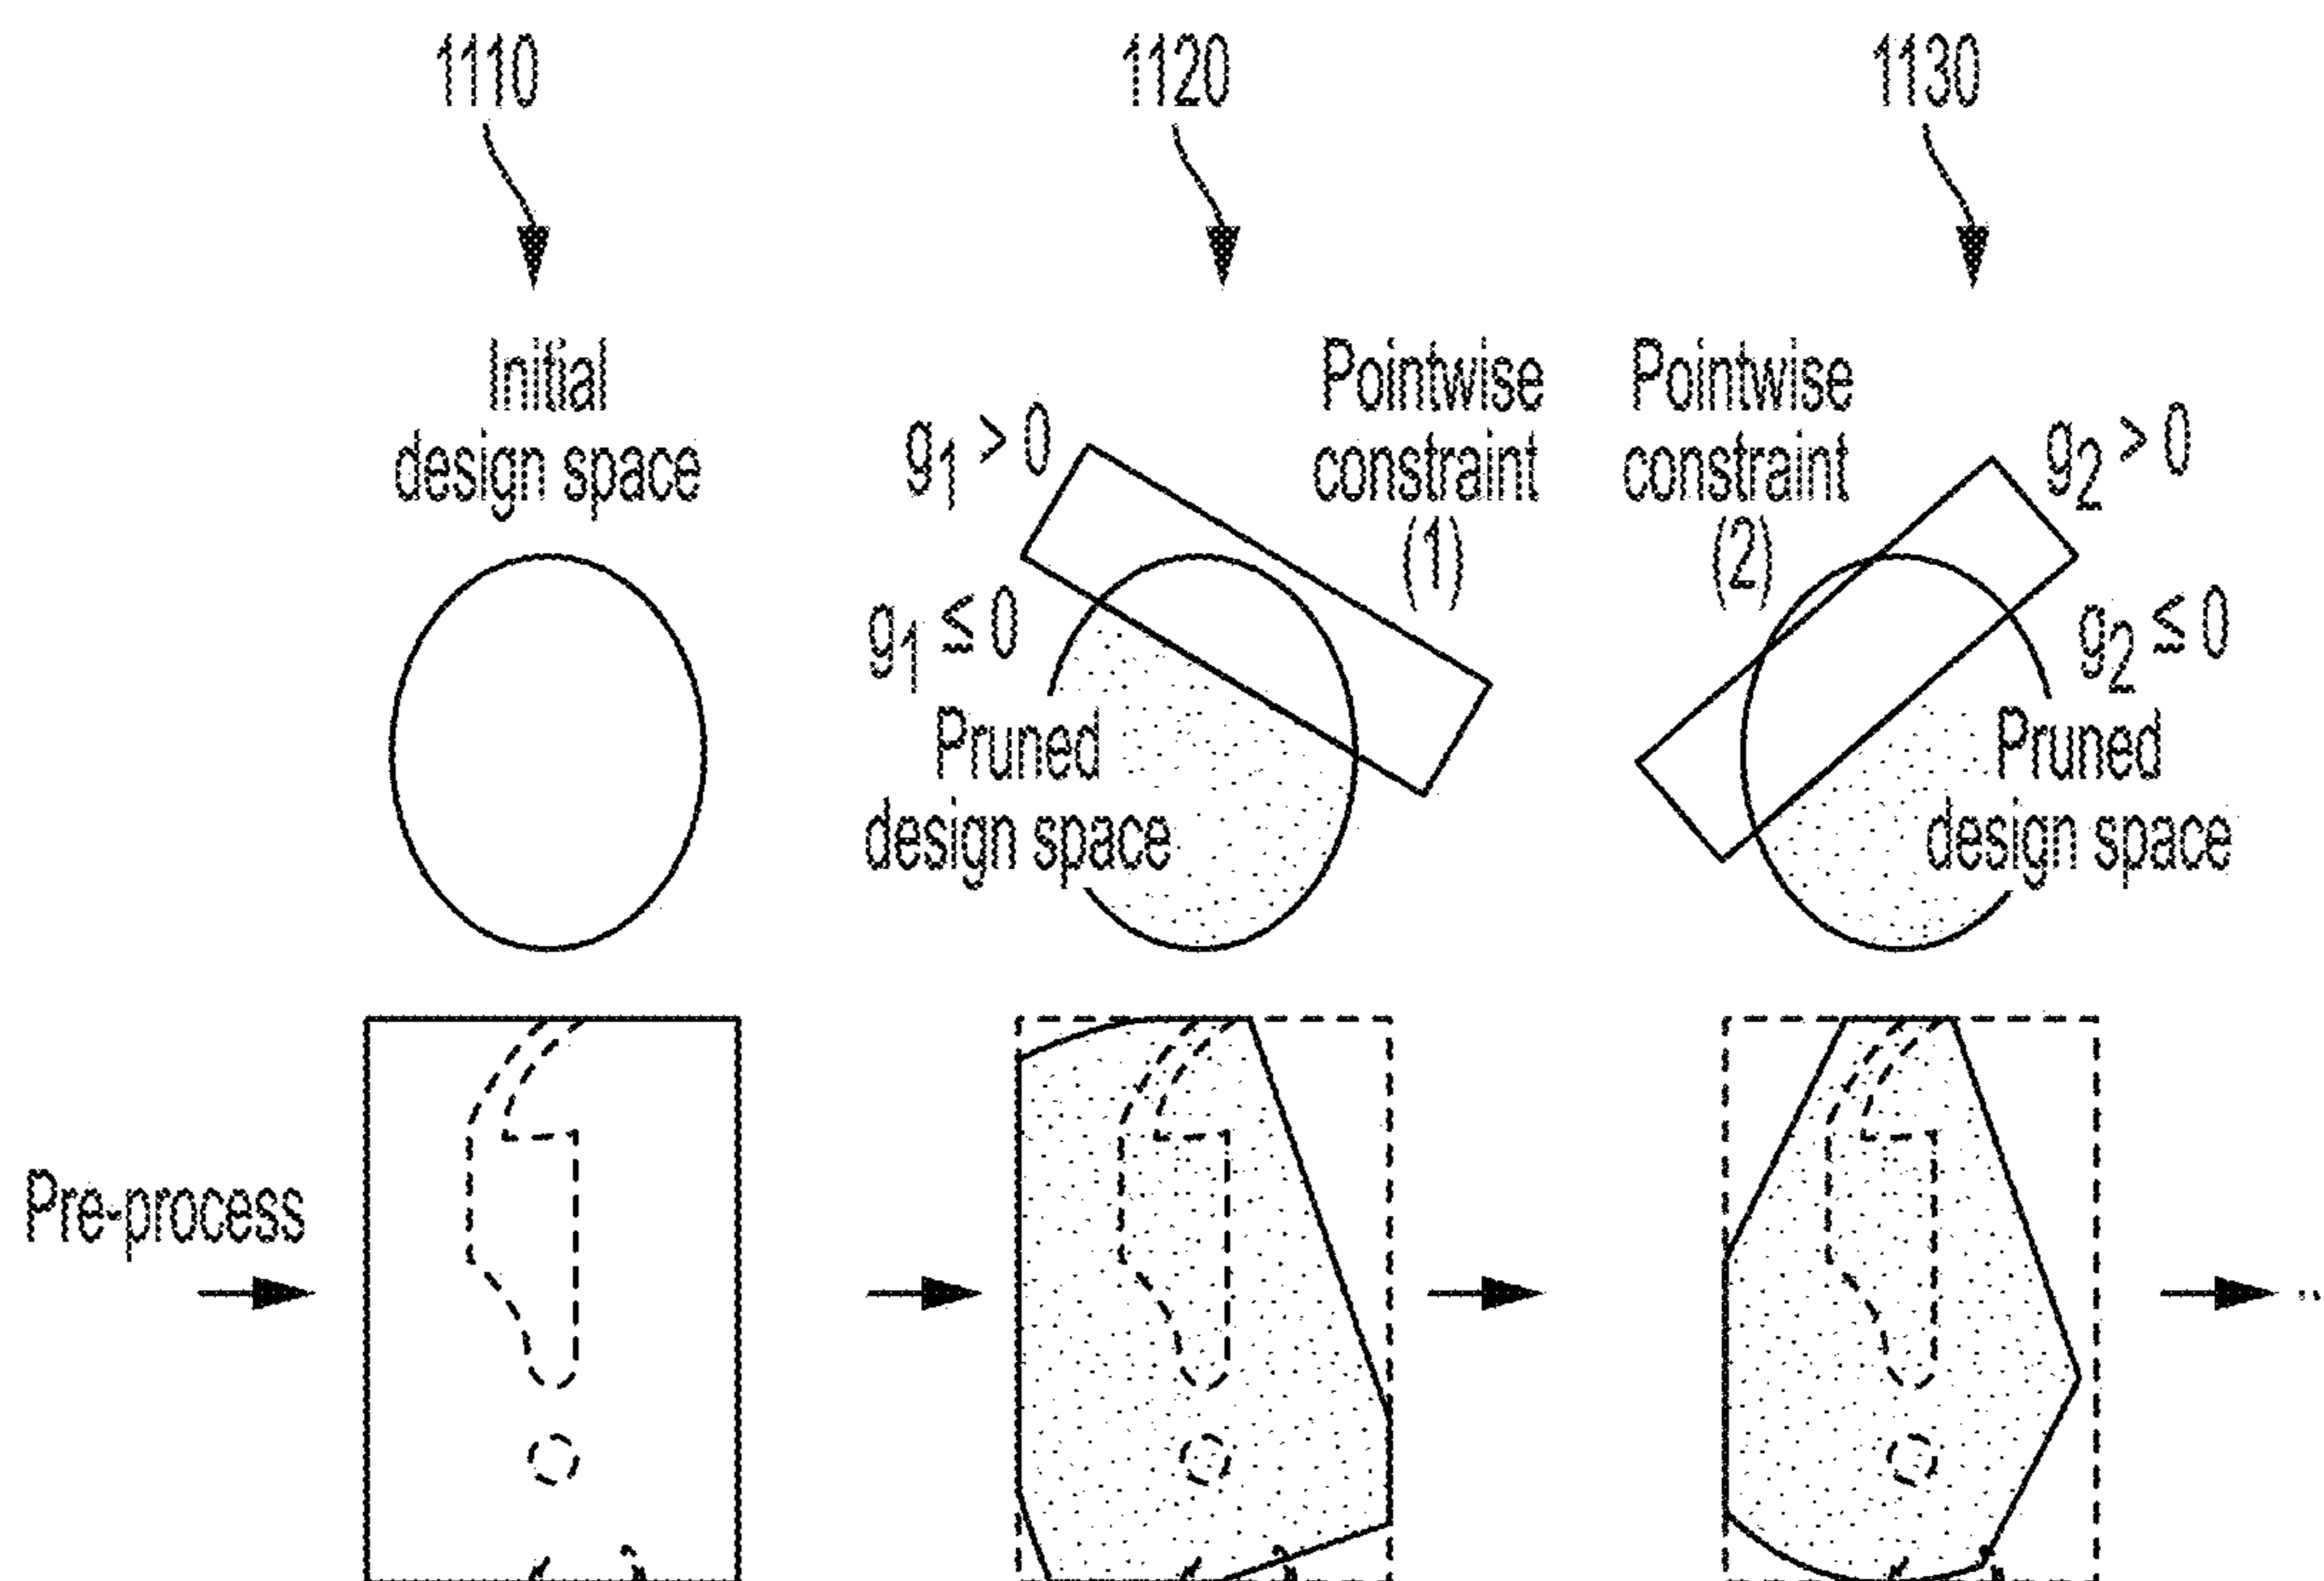 1110
1120
1130
Initial
design space
g1 > 0
Pointwise
constraint
(1)
Pointwise
constraint
(2)
g2 > 0
g1 ≦ 0
g2 ≦ 0
Pruned
design space
Pruned
design space
Pre-process
..